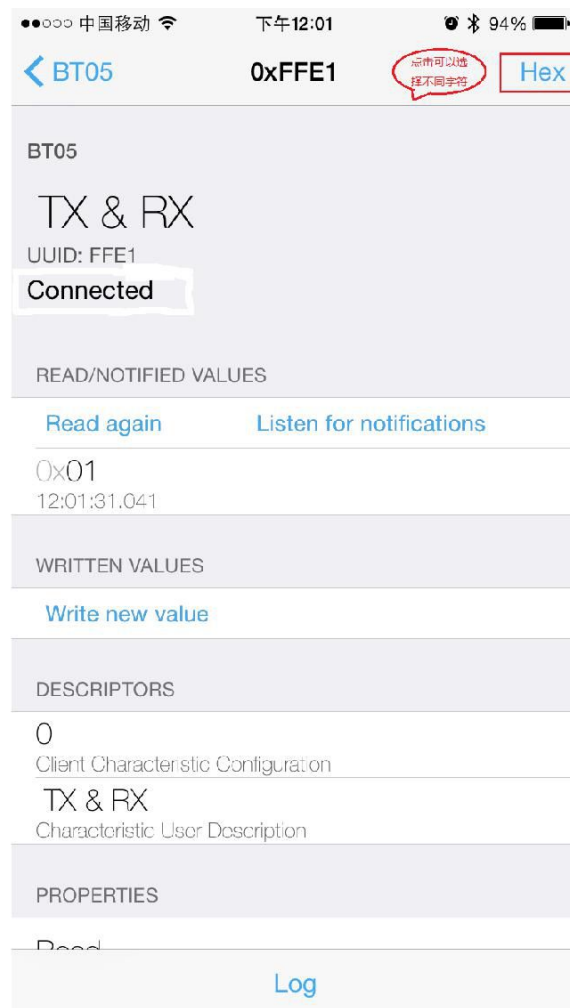 中国移动 下午12:01 94%
BT05 0xFFE1 点击可以选 Hex
择不同字符
BT05
TX & RX
UUID: FFE1
Connected
READ/NOTIFIED VALUES
Read again Listen for notifications
0x01
12:01:31.041
WRITTEN VALUES
Write new value
DESCRIPTORS
0
Client Characteristic Configuration
TX & RX
Characteristic User Description
PROPERTIES
Read
Log